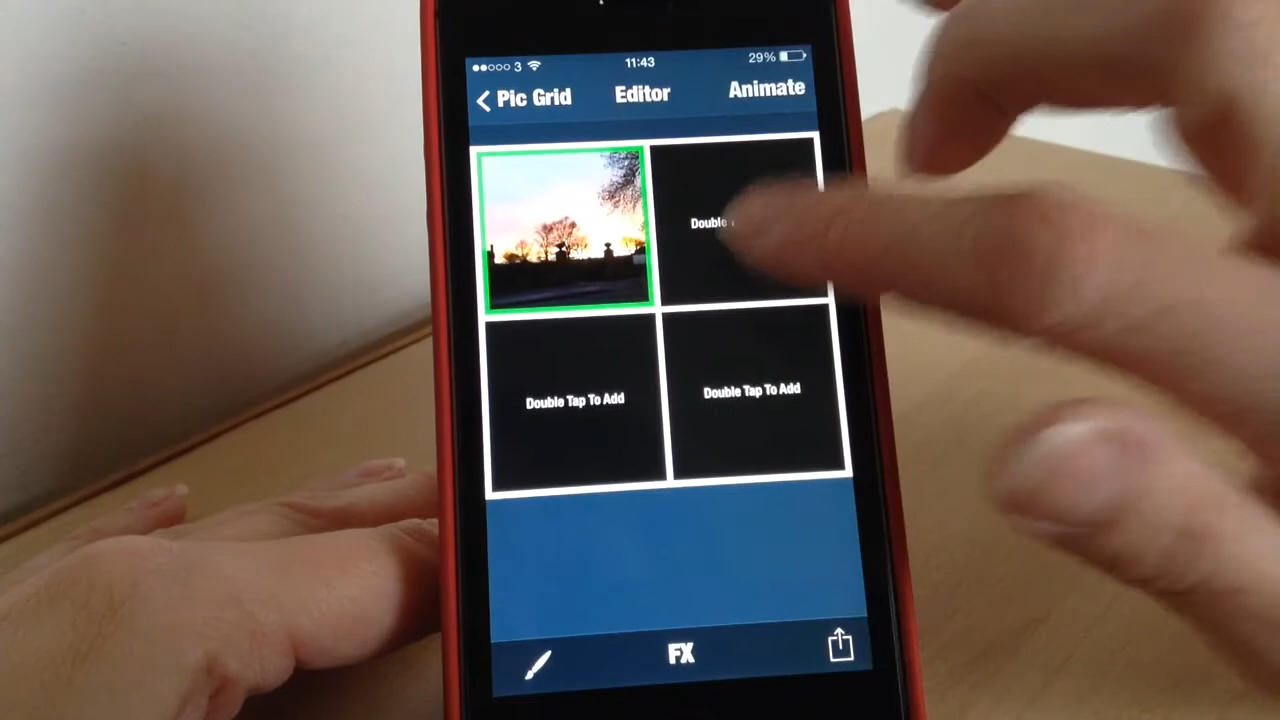 3 11:43 29%
Pic Grid Editor Animate
Double
Double Tap To Add
Double Tap To Add
FX